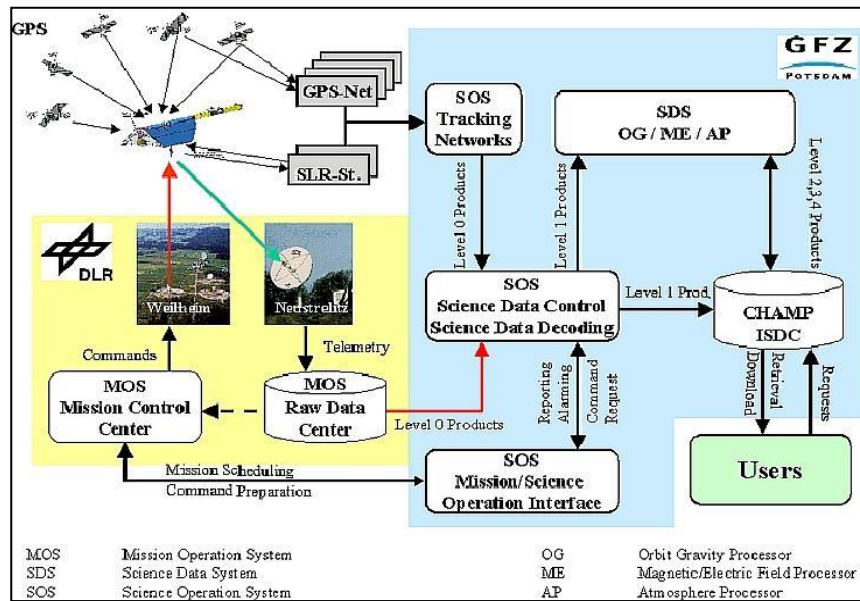 GPS
GFZ
POTSDAM
GPS-Net
SLR-St.
SOS
Tracking
Networks
SDS
OG / ME / AP
Level 0 Products
Level 1 Products
Level 2,3,4 Products
DLR
Weilheim
Neustrelitz
SOS
Science Data Control
Science Data Decoding
Level 1 Prod.
CHAMP
ISDC
Commands
Telemetry
MOS
Mission Control
Center
MOS
Raw Data
Center
Level 0 Products
Reporting
Alarming
Command
Request
Download
Retrieval
Requests
Mission Scheduling
Command Preparation
SOS
Mission/Science
Operation Interface
Users
MOS Mission Operation System OG Orbit Gravity Processor
SDS Science Data System ME Magnetic/Electric Field Processor
SOS Science Operation System AP Atmosphere Processor